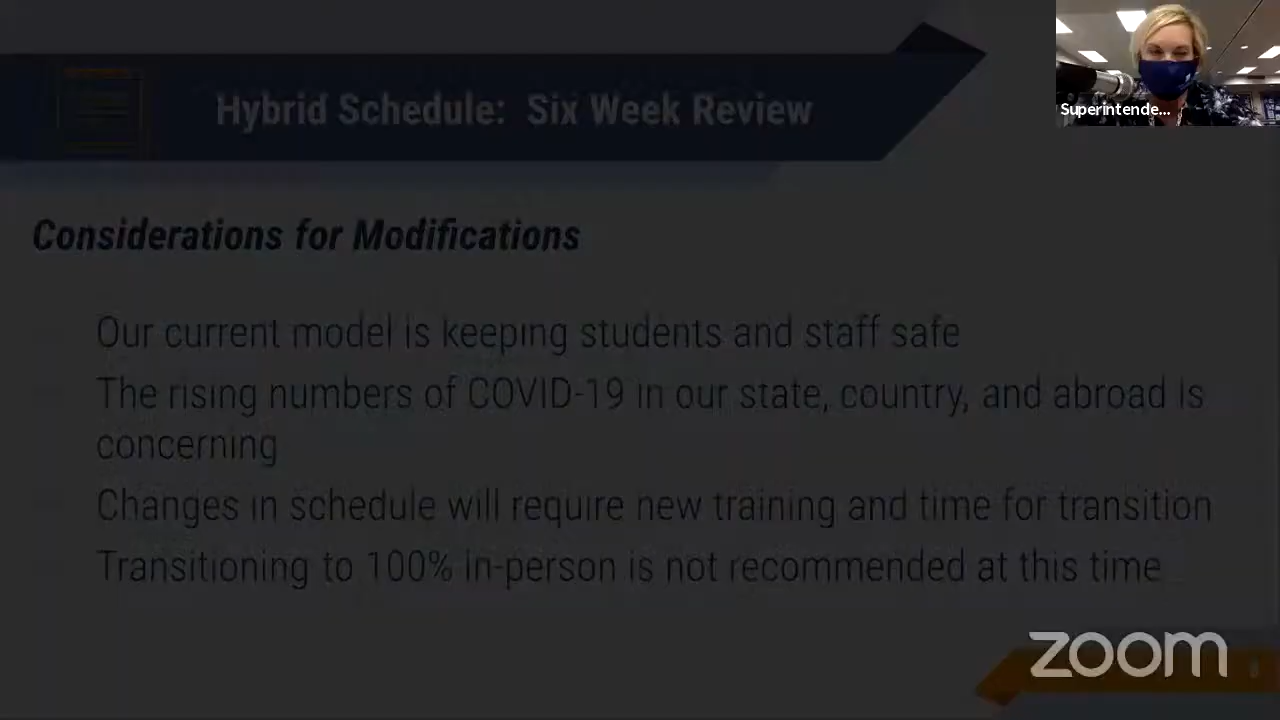 Superintende...
Hybrid Schedule: Six Week Review
Considerations for Modifications
Our current model is keeping students and staff safe
The rising numbers of COVID-19 in our state, country, and abroad is
concerning
Changes in schedule will require new training and time for transition
Transitioning to 100% in-person is not recommended at this time
zoom